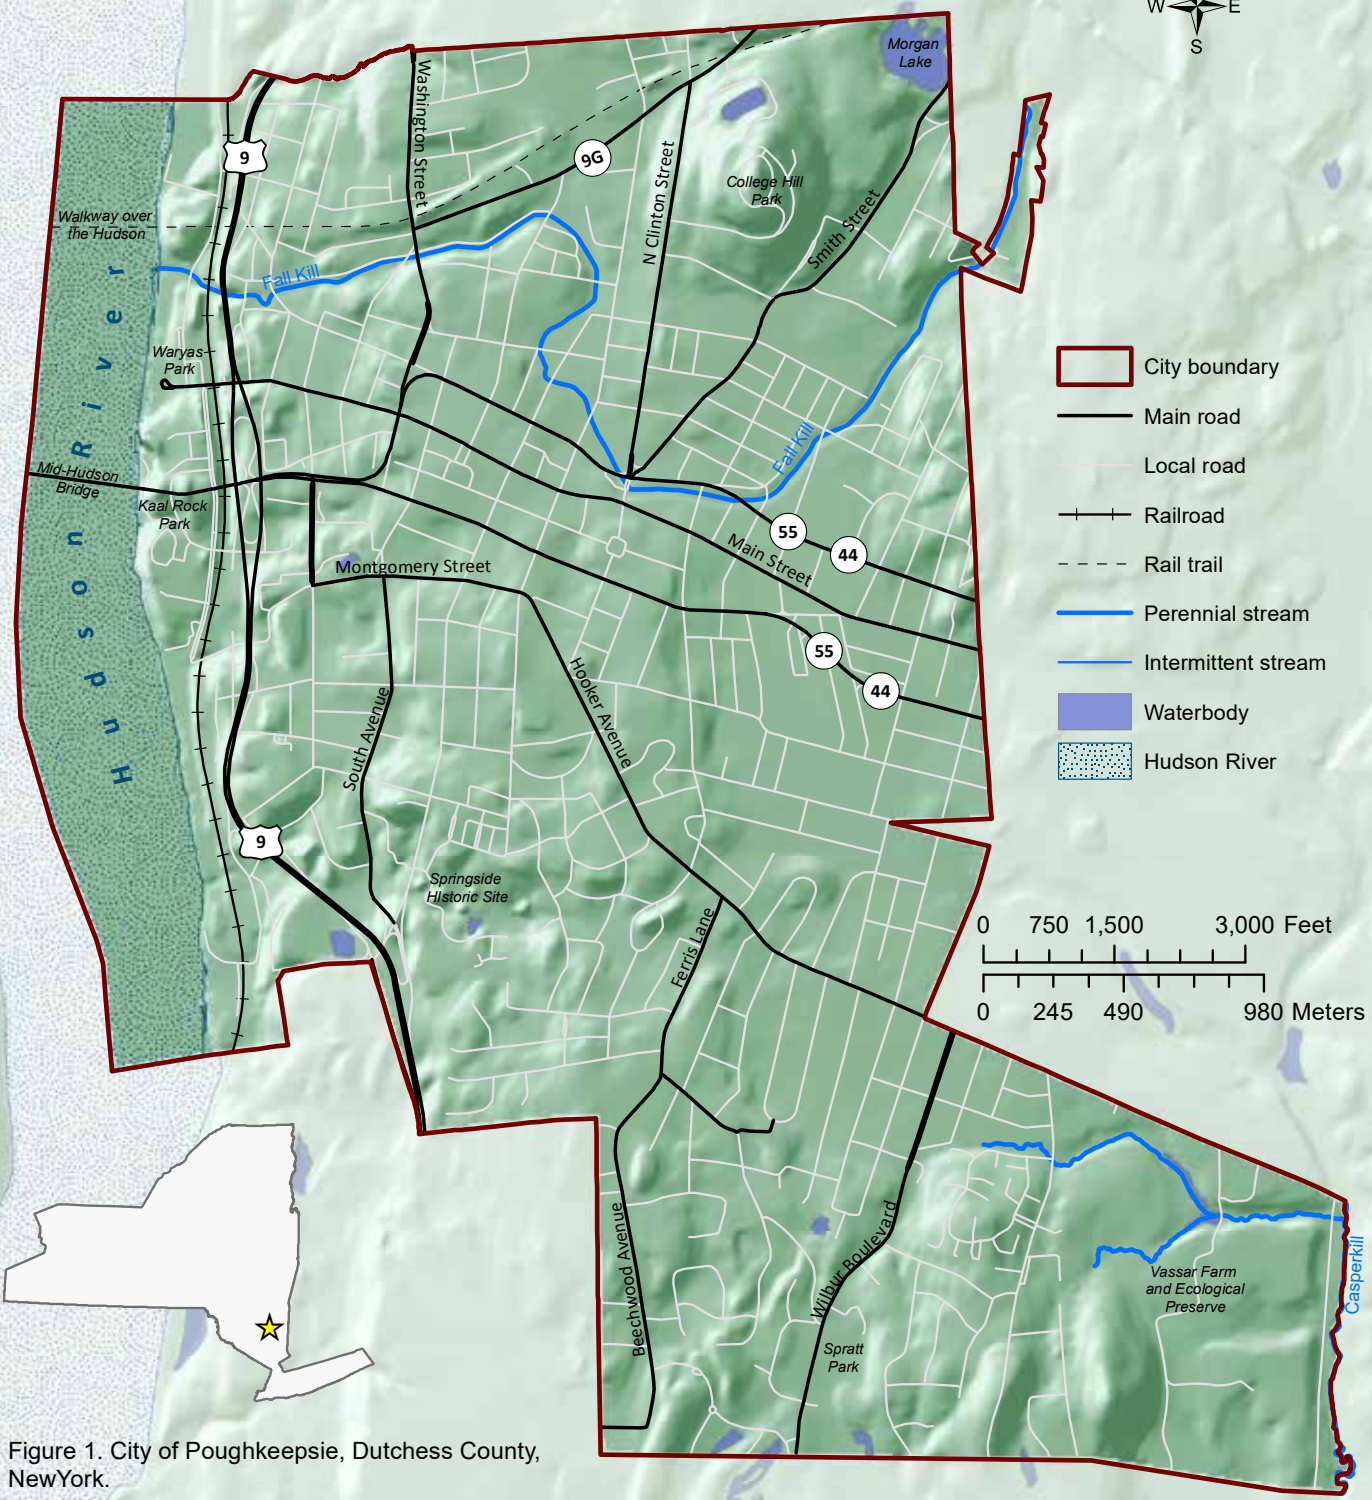 W E
S
Morgan
Lake
Washington Street
9
9G
N Clinton Street
College Hill
Park
Smith Street
Walkway over
the Hudson
Fall Kill
Hudson River
Waryas
Park
Mid-Hudson
Bridge
Kaal Rock
Park
Fall Kill
55
44
Main Street
Montgomery Street
55
44
Hooker Avenue
South Avenue
9
Springside
HIstoric Site
Ferris Lane
Beechwood Avenue
Wilbur Boulevard
Spratt
Park
Vassar Farm
and Ecological
Preserve
Casperkill
City boundary
Main road
Local road
Railroad
Rail trail
Perennial stream
Intermittent stream
Waterbody
Hudson River
0 750 1,500 3,000 Feet
0 245 490 980 Meters
Figure 1. City of Poughkeepsie, Dutchess County,
NewYork.